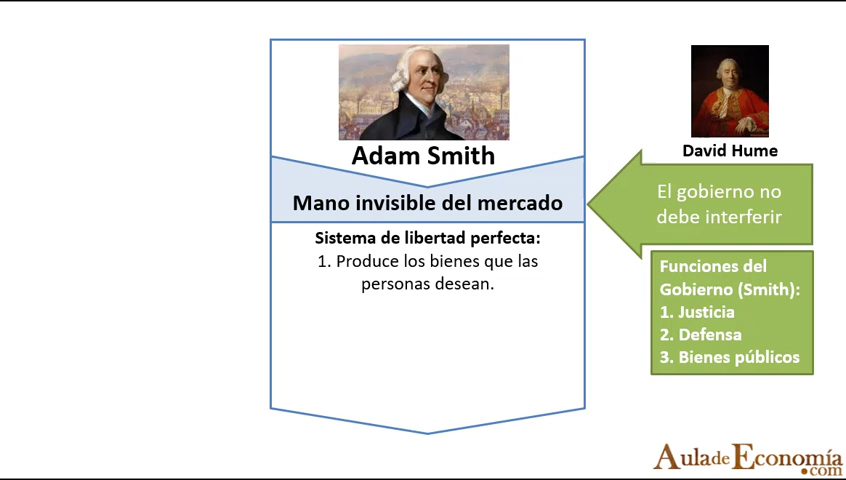 Adam Smith
Mano invisible del mercado
Sistema de libertad perfecta:
1. Produce los bienes que las
personas desean.
David Hume
El gobierno no
debe interferir
Funciones del
Gobierno (Smith):
1. Justicia
2. Defensa
3. Bienes públicos
AuladeEconomía
.com